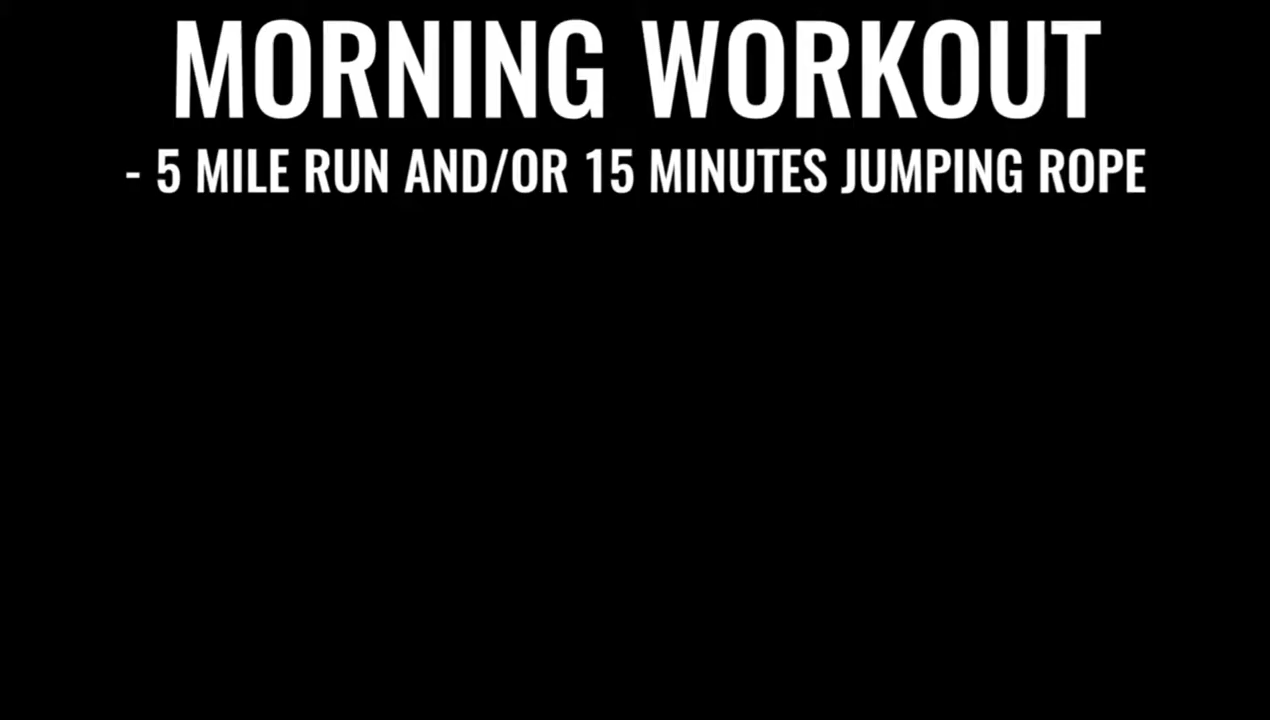 MORNING WORKOUT
- 5 MILE RUN AND/OR 15 MINUTES JUMPING ROPE